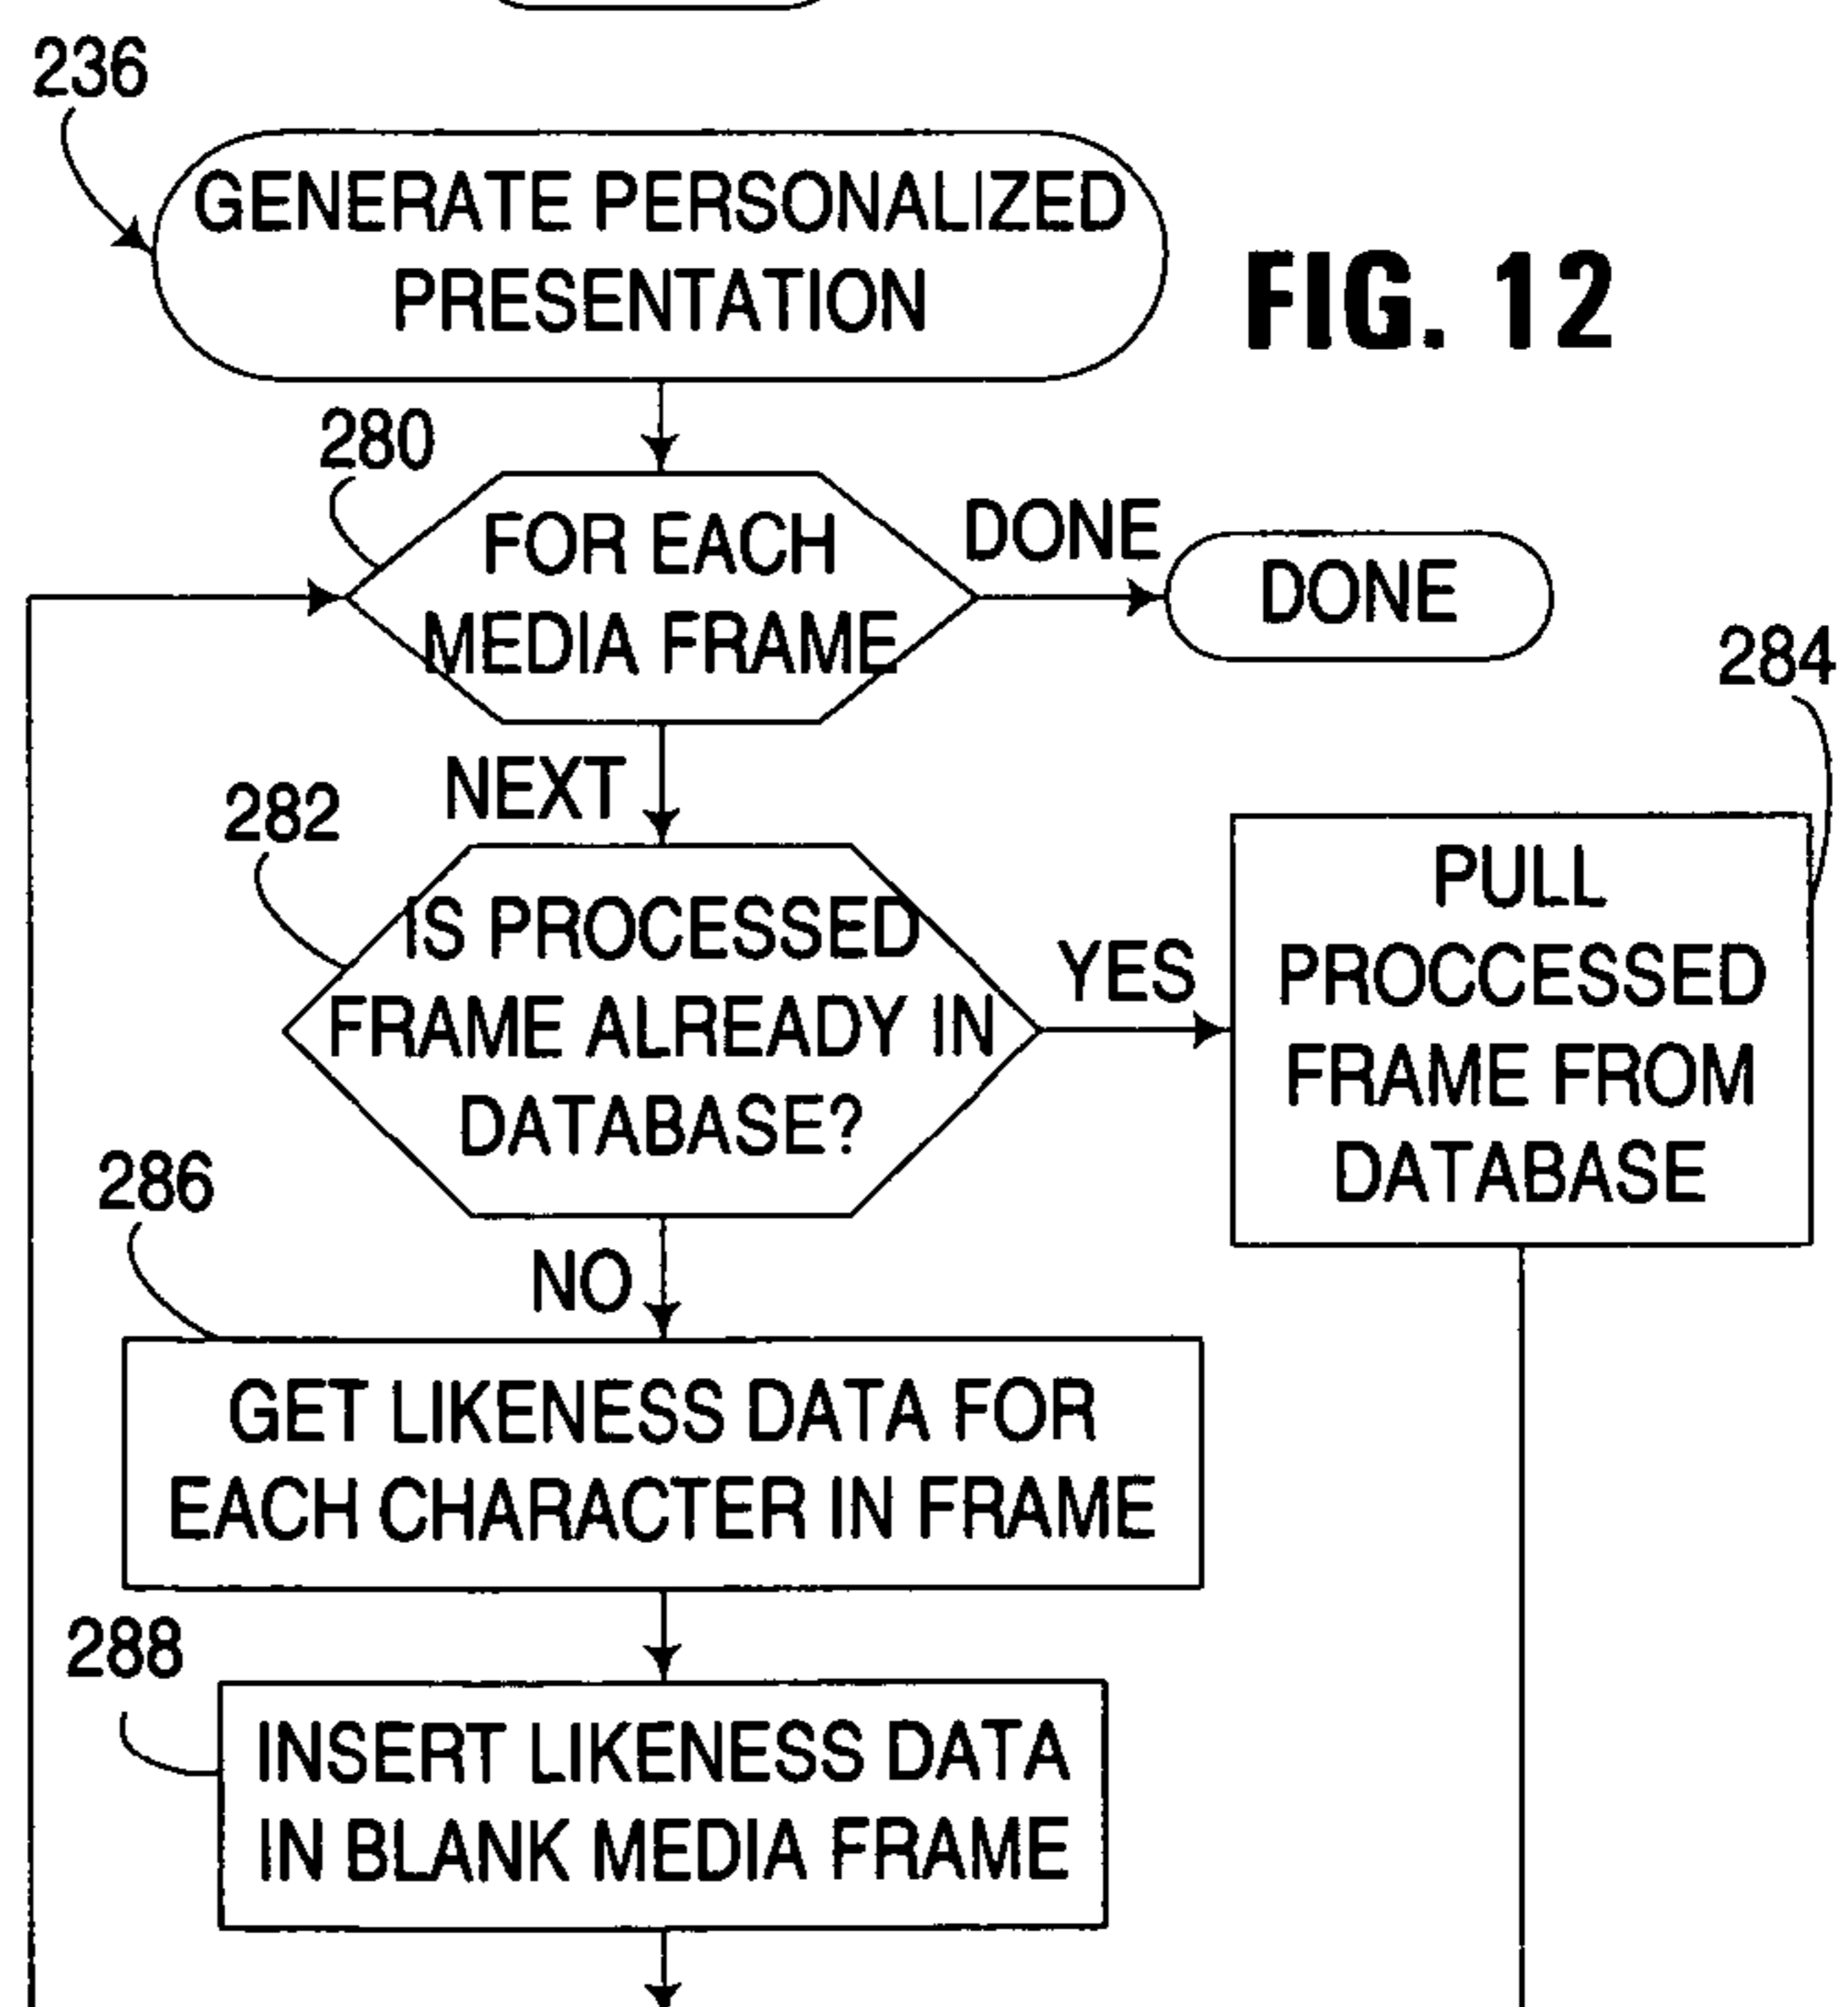 236
GENERATE PERSONALIZED
PRESENTATION
FIG. 12
280
FOR EACH
MEDIA FRAME
DONE
DONE
284
NEXT
282
IS PROCESSED
FRAME ALREADY IN
DATABASE?
YES
PULL
PROCCESSED
FRAME FROM
DATABASE
286
NO
GET LIKENESS DATA FOR
EACH CHARACTER IN FRAME
288
INSERT LIKENESS DATA
IN BLANK MEDIA FRAME